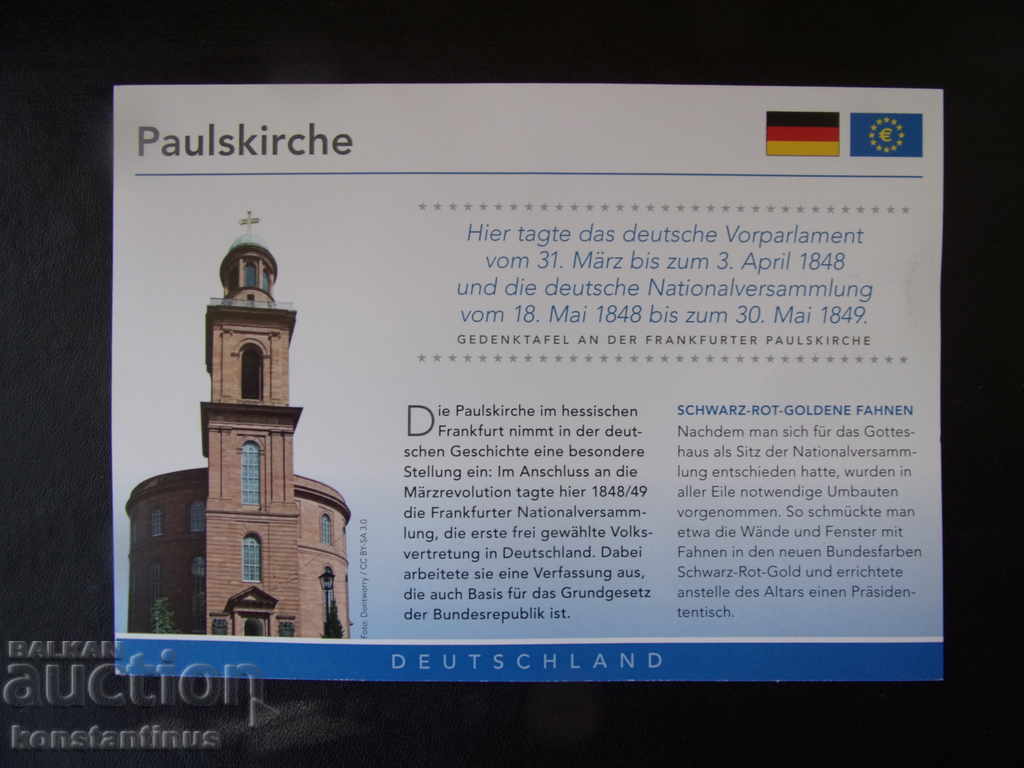 Paulskirche
€
Hier tagte das deutsche Vorparlament
vom 31. März bis zum 3. April 1848
und die deutsche Nationalversammlung
vom 18. Mai 1848 bis zum 30. Mai 1849.
GEDENKTAFEL AN DER FRANKFURTER PAULSKIRCHE
Die Paulskirche im hessischen
Frankfurt nimmt in der deut-
schen Geschichte eine besondere
Stellung ein: Im Anschluss an die
Märzrevolution tagte hier 1848/49
die Frankfurter Nationalversamm-
lung, die erste frei gewählte Volks-
vertretung in Deutschland. Dabei
arbeitete sie eine Verfassung aus,
die auch Basis für das Grundgesetz
der Bundesrepublik ist.
SCHWARZ-ROT-GOLDENE FAHNEN
Nachdem man sich für das Gottes-
haus als Sitz der Nationalversamm-
lung entschieden hatte, wurden in
aller Eile notwendige Umbauten
vorgenommen. So schmückte man
etwa die Wände und Fenster mit
Fahnen in den neuen Bundesfarben
Schwarz-Rot-Gold und errichtete
anstelle des Altars einen Präsiden-
tentisch.
Foto: Dontworry / CC BY-SA 3.0
DEUTSCHLAND
BALKAN
auction
konstantinus